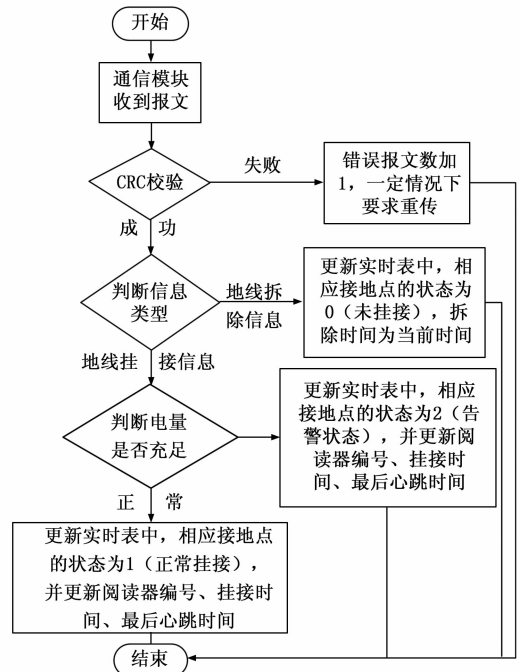 开始
通信模块
收到报文
CRC校验
失败
错误报文数加
1，一定情况下
要求重传
成 功
判断信息
类型
地线拆
除信息
更新实时表中，相
应接地点的状态为
0（未挂接），拆
除时间为当前时间
地线挂 接信息
判断电量
是否充足
更新实时表中，相应
接地点的状态为2（告
警状态），并更新阅
读器编号、挂接时
间、最后心跳时间
正 常
更新实时表中，相应接地点
的状态为1（正常挂接），
并更新阅读器编号、挂接时
间、最后心跳时间
结束